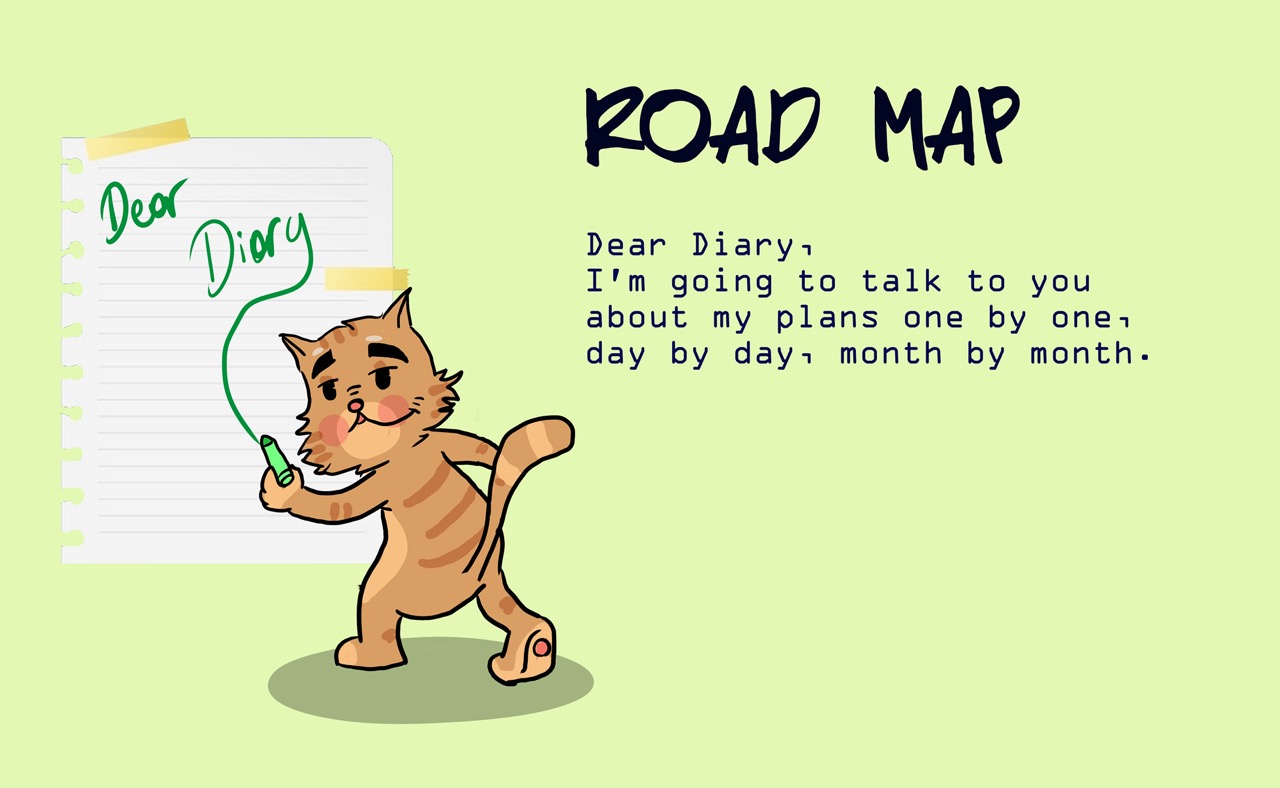 Dear
Diary
ROAD MAP
Dear Diary,
I'm going to talk to you
about my plans one by one,
day by day, month by month.